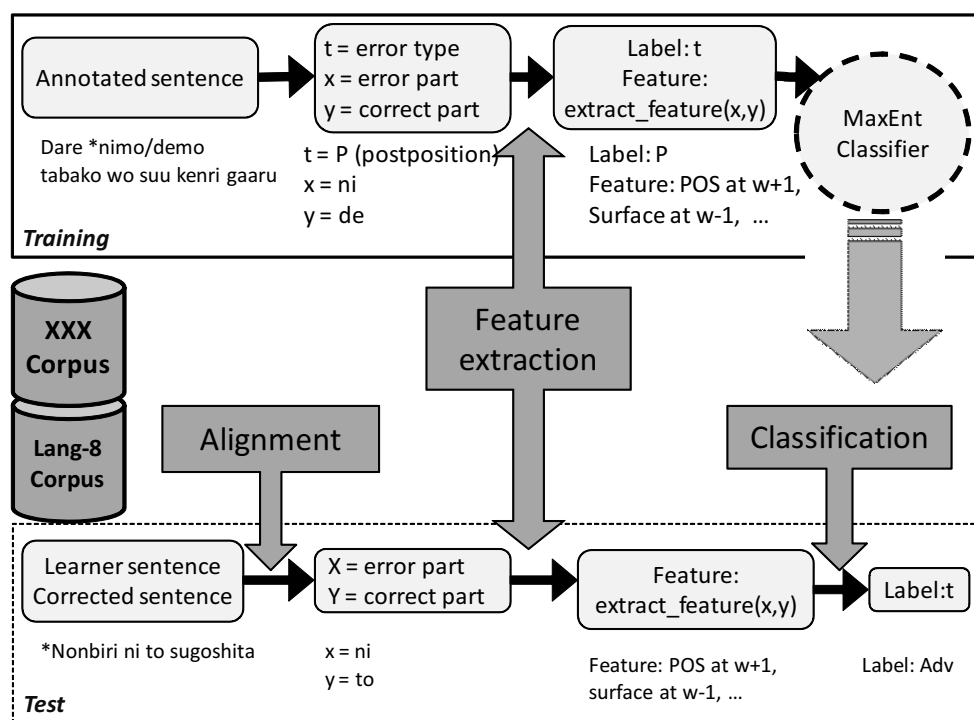 Annotated sentence
t = error type
x = error part
y = correct part
Label: t
Feature:
extract_feature(x,y)
MaxEnt
Classifier
Dare *nimo/demo
tabako wo suu kenri gaaru
t = P (postposition)
x = ni
y = de
Label: P
Feature: POS at w+1,
Surface at w-1, ...
Training
XXX
Corpus
Lang-8
Corpus
Alignment
Feature
extraction
Classification
Learner sentence
Corrected sentence
X = error part
Y = correct part
Feature:
extract_feature(x,y)
Label:t
*Nonbiri ni to sugoshita
x = ni
y = to
Feature: POS at w+1,
surface at w-1, ...
Label: Adv
Test